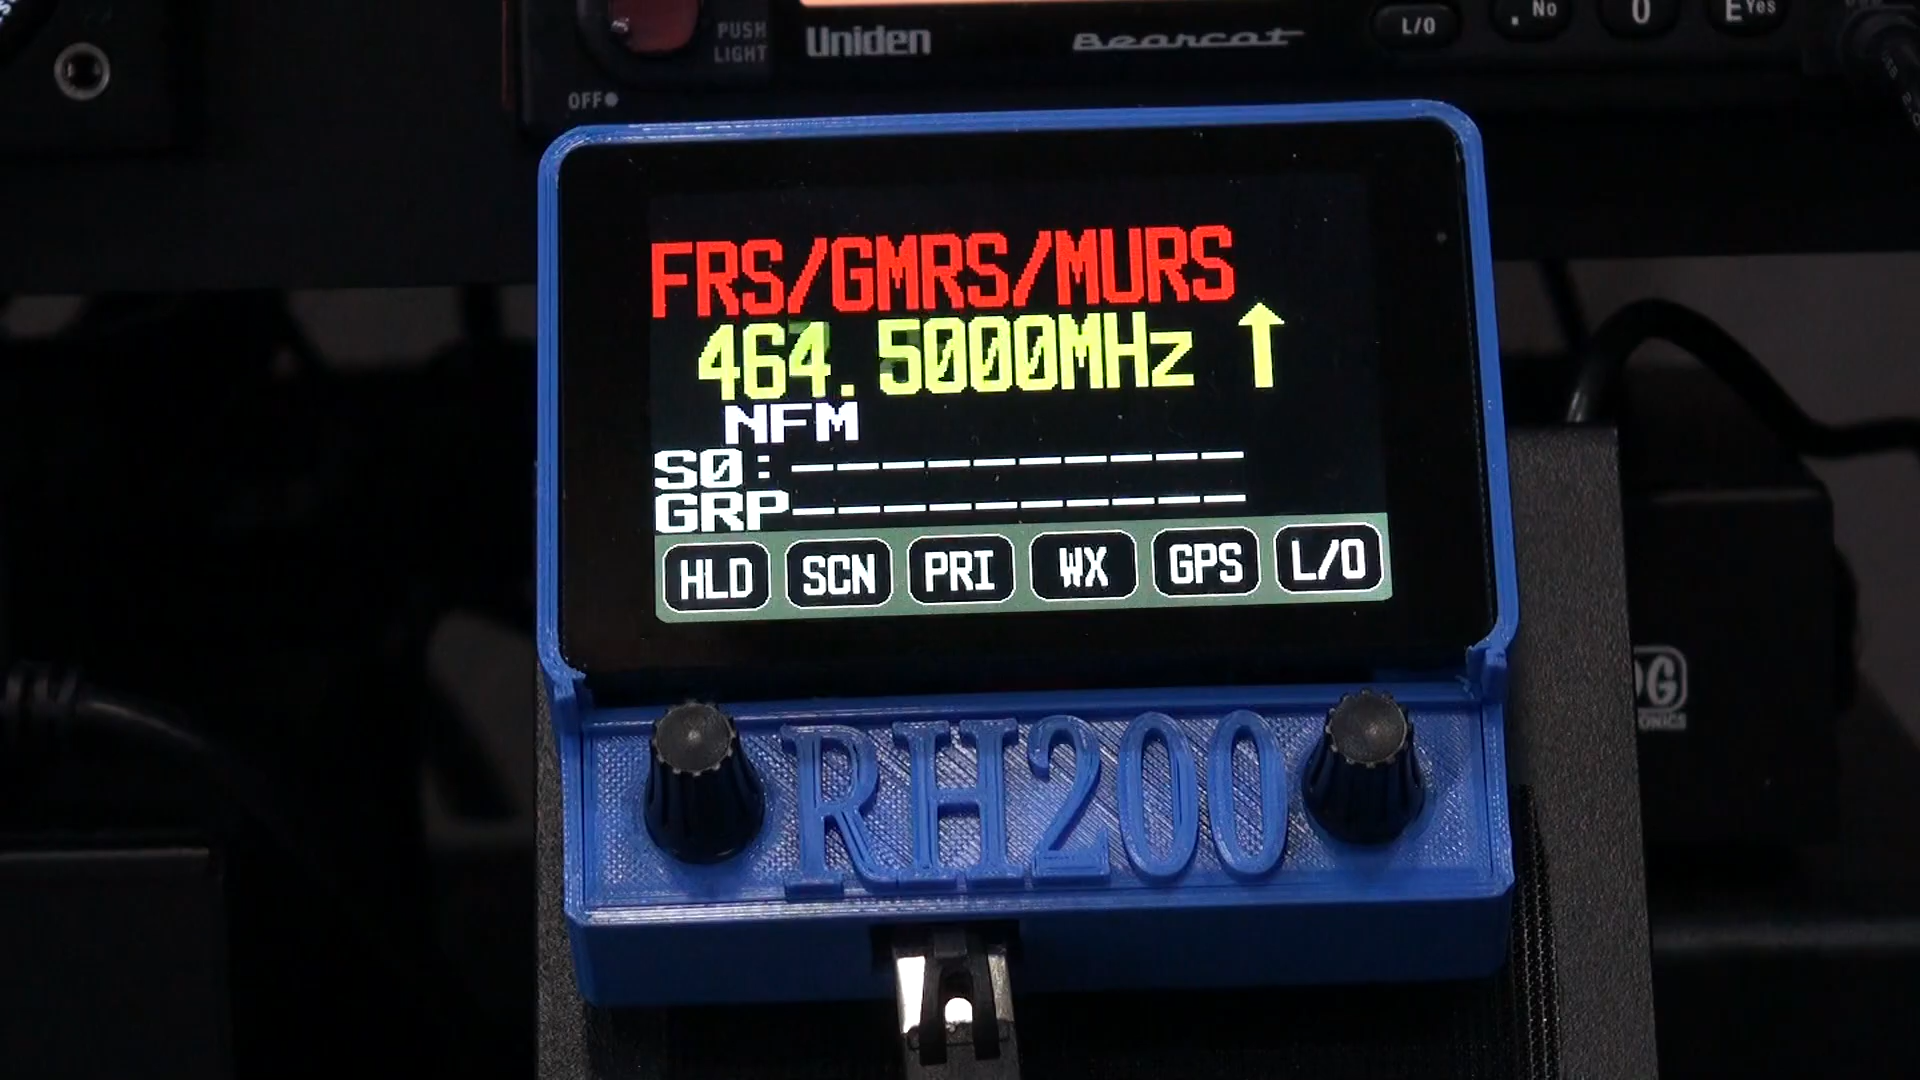 PUSH
LIGHT
Uniden
Bearcat
L/O
. No
0
E Yes
OFF
FRS/GMRS/MURS
464.5000MHz ↑
NFM
S0:----------
GRP----------
HLD SCN PRI WX GPS L/O
RH200